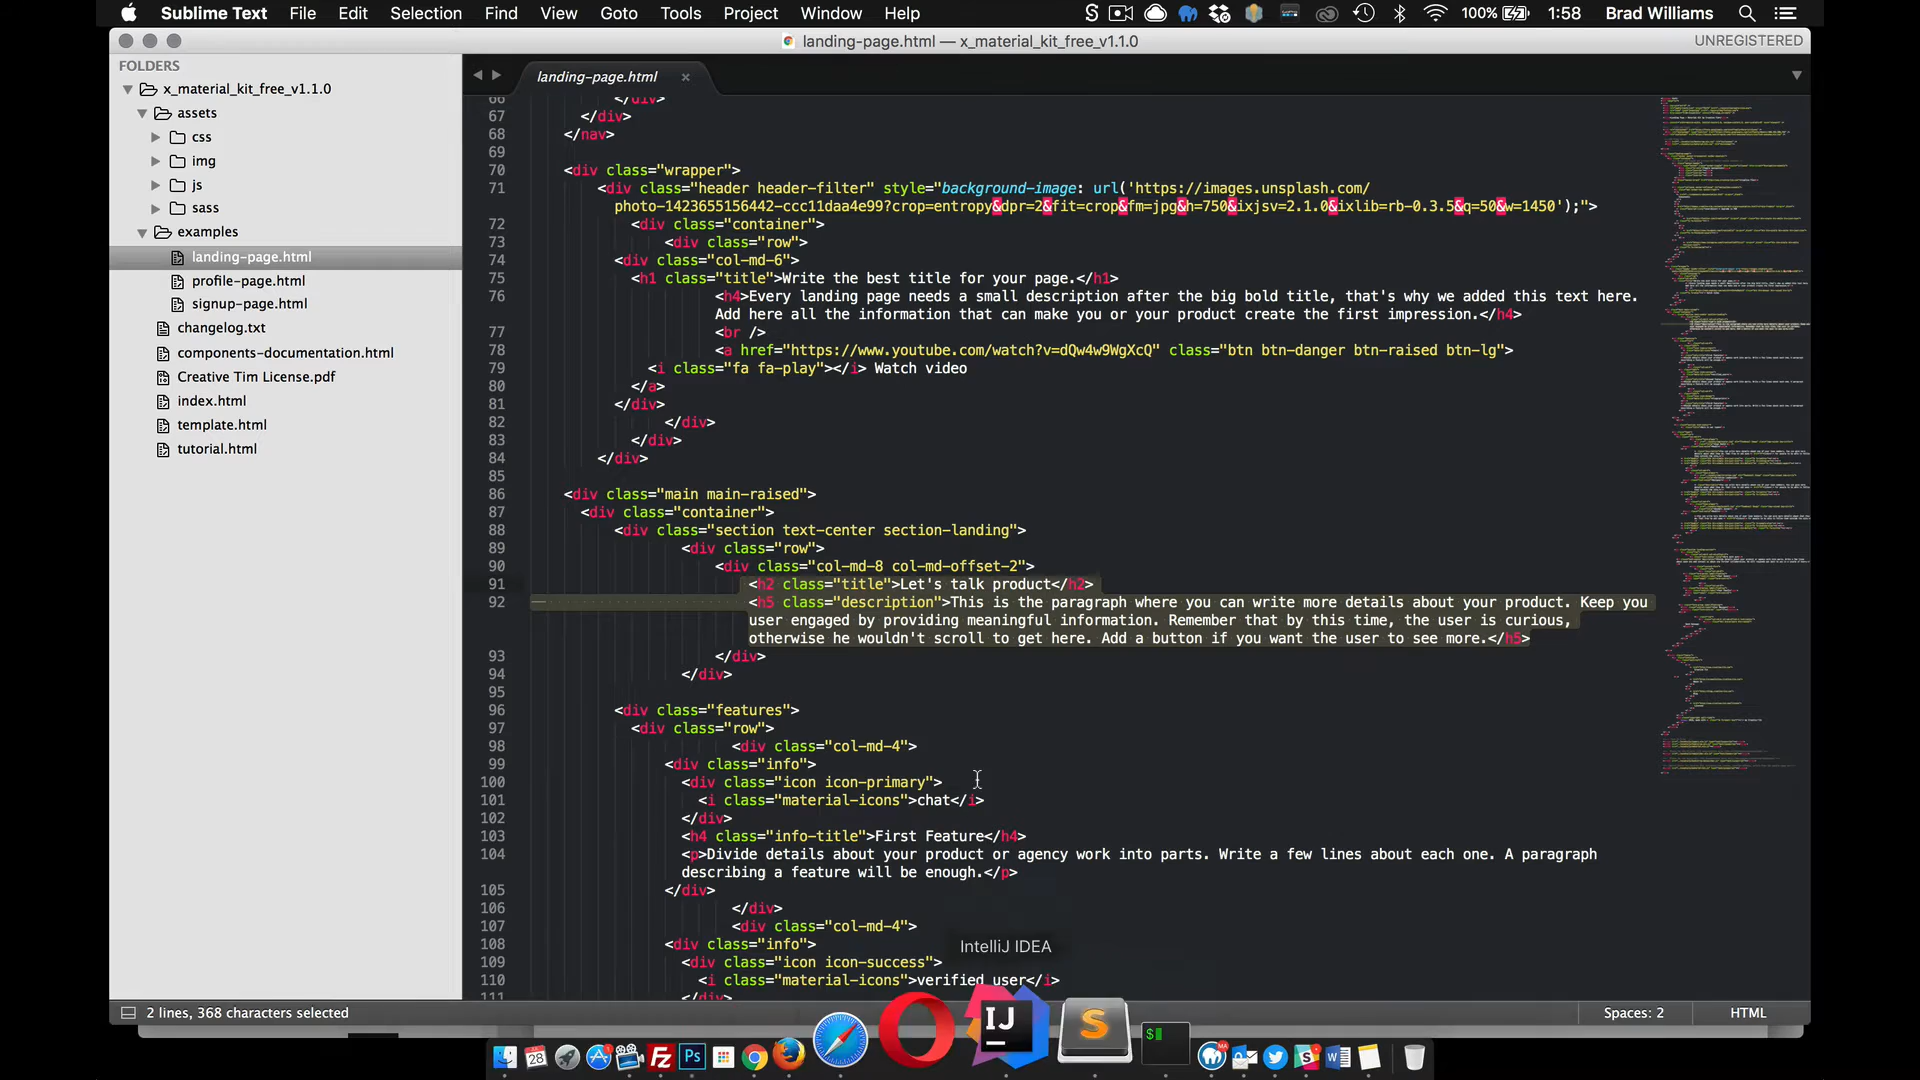 Sublime Text File Edit Selection Find View Goto Tools Project Window Help S 100% 1:58 Brad Williams
landing-page.html — x_material_kit_free_v1.1.0 UNREGISTERED
FOLDERS
x_material_kit_free_v1.1.0
assets
css
img
js
sass
examples
landing-page.html
profile-page.html
signup-page.html
changelog.txt
components-documentation.html
Creative Tim License.pdf
index.html
template.html
tutorial.html
landing-page.html ×
66 </div>
67 </div>
68 </nav>
69
70 <div class="wrapper">
71 <div class="header header-filter" style="background-image: url('https://images.unsplash.com/
photo-1423655156442-ccc11daa4e99?crop=entropy&dpr=2&fit=crop&fm=jpg&h=750&ixjsv=2.1.0&ixlib=rb-0.3.5&q=50&w=1450');">
72 <div class="container">
73 <div class="row">
74 <div class="col-md-6">
75 <h1 class="title">Write the best title for your page.</h1>
76 <h4>Every landing page needs a small description after the big bold title, that's why we added this text here.
Add here all the information that can make you or your product create the first impression.</h4>
77 <br />
78 <a href="https://www.youtube.com/watch?v=dQw4w9WgXcQ" class="btn btn-danger btn-raised btn-lg">
79 <i class="fa fa-play"></i> Watch video
80 </a>
81 </div>
82 </div>
83 </div>
84 </div>
85
86 <div class="main main-raised">
87 <div class="container">
88 <div class="section text-center section-landing">
89 <div class="row">
90 <div class="col-md-8 col-md-offset-2">
91 <h2 class="title">Let's talk product</h2>
92 <h5 class="description">This is the paragraph where you can write more details about your product. Keep you
user engaged by providing meaningful information. Remember that by this time, the user is curious,
otherwise he wouldn't scroll to get here. Add a button if you want the user to see more.</h5>
93 </div>
94 </div>
95
96 <div class="features">
97 <div class="row">
98 <div class="col-md-4">
99 <div class="info">
100 <div class="icon icon-primary">
101 <i class="material-icons">chat</i>
102 </div>
103 <h4 class="info-title">First Feature</h4>
104 <p>Divide details about your product or agency work into parts. Write a few lines about each one. A paragraph
describing a feature will be enough.</p>
105 </div>
106 </div>
107 <div class="col-md-4">
108 <div class="info">
109 <div class="icon icon-success">
110 <i class="material-icons">verified_user</i>
111 </div>
IntelliJ IDEA
2 lines, 368 characters selected Spaces: 2 HTML
IJ
S
$
28
Fz
Ps
W